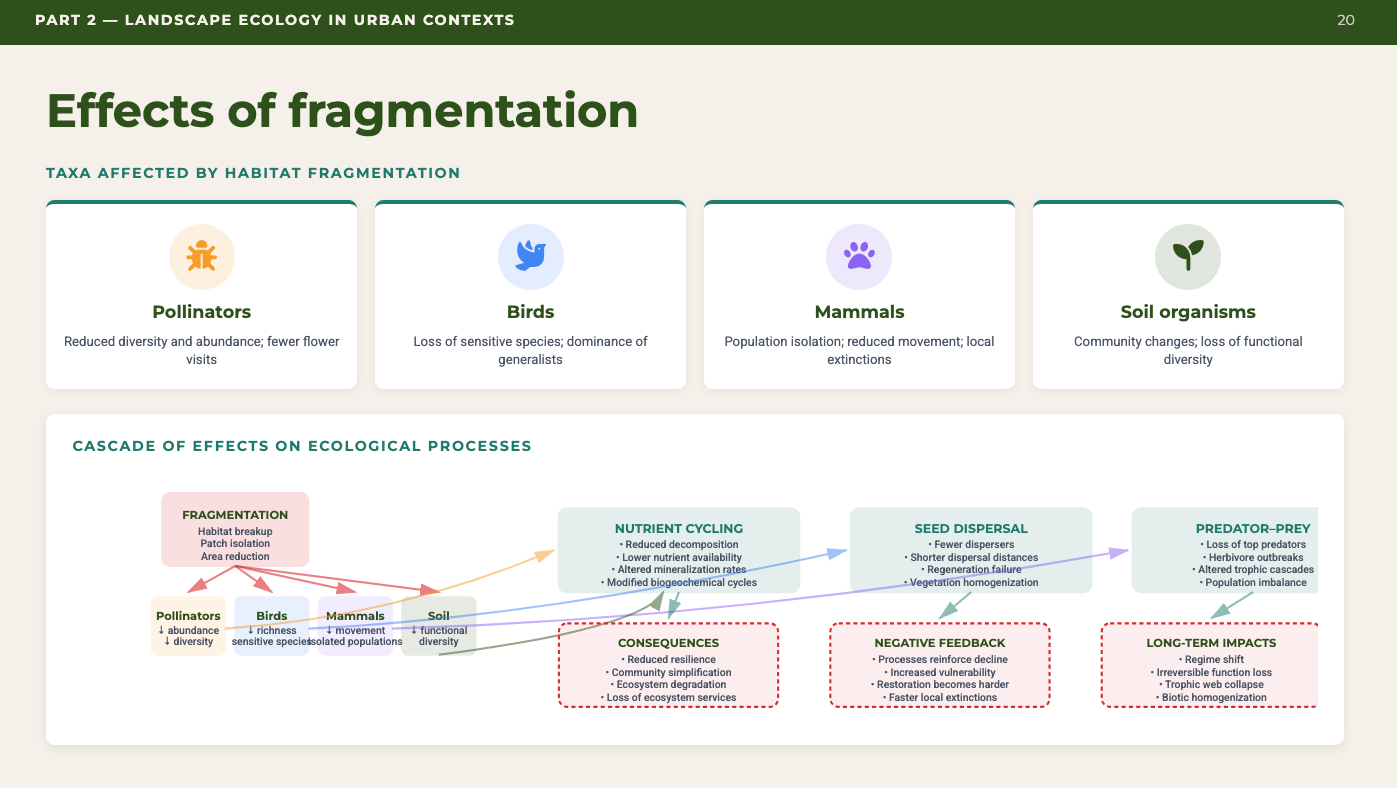 PART 2 — LANDSCAPE ECOLOGY IN URBAN CONTEXTS
20
Effects of fragmentation
TAXA AFFECTED BY HABITAT FRAGMENTATION
Pollinators
Reduced diversity and abundance; fewer flower
visits
Birds
Loss of sensitive species; dominance of
generalists
Mammals
Population isolation; reduced movement; local
extinctions
Soil organisms
Community changes; loss of functional
diversity
CASCADE OF EFFECTS ON ECOLOGICAL PROCESSES
FRAGMENTATION
Habitat breakup
Patch isolation
Area reduction
Pollinators
↓ abundance
↓ diversity
Birds
↓ richness
sensitive species
Mammals
↓ movement
isolated populations
Soil
↓ functional
diversity
NUTRIENT CYCLING
• Reduced decomposition
• Lower nutrient availability
• Altered mineralization rates
• Modified biogeochemical cycles
SEED DISPERSAL
• Fewer dispersers
• Shorter dispersal distances
• Regeneration failure
• Vegetation homogenization
PREDATOR–PREY
• Loss of top predators
• Herbivore outbreaks
• Altered trophic cascades
• Population imbalance
CONSEQUENCES
• Reduced resilience
• Community simplification
• Ecosystem degradation
• Loss of ecosystem services
NEGATIVE FEEDBACK
• Processes reinforce decline
• Increased vulnerability
• Restoration becomes harder
• Faster local extinctions
LONG-TERM IMPACTS
• Regime shift
• Irreversible function loss
• Trophic web collapse
• Biotic homogenization